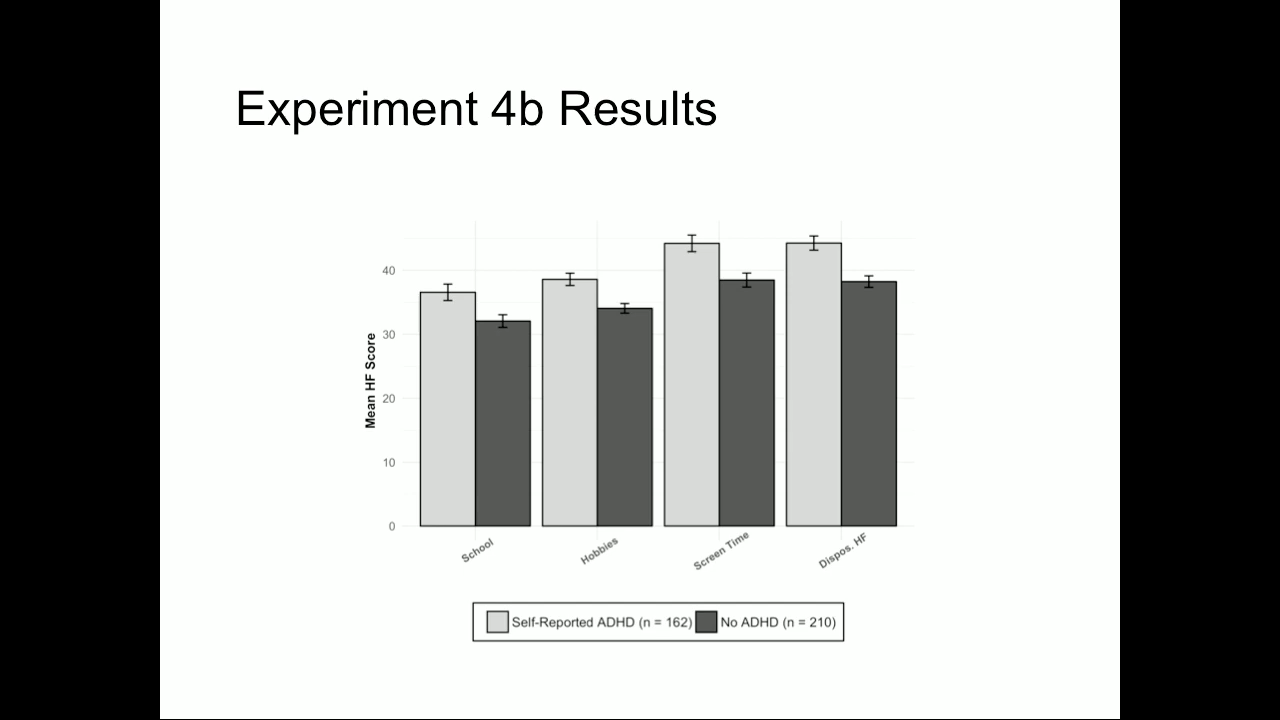 Experiment 4b Results
Mean HF Score
40
30
20
10
0
School
Hobbies
Screen Time
Dispos. HF
Self-Reported ADHD (n = 162)
No ADHD (n = 210)